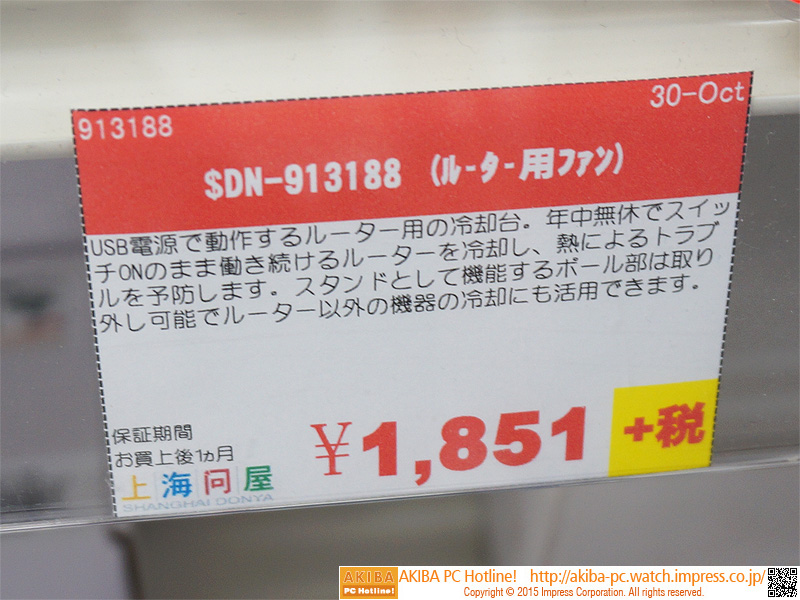 30-Oct
913188
$DN-913188 (ルーター用ファン)
USB電源で動作するルーター用の冷却台。年中無休でスイッ
チONのまま働き続けるルーターを冷却し、熱によるトラブ
ルを予防します。スタンドとして機能するポール部は取り
外し可能でルーター以外の機器の冷却にも活用できます。
保証期間
お買上後1ヵ月
¥1,851 +税
上海问屋
SHANGHAI DONYA
AKIBA PC Hotline! AKIBA PC Hotline! http://akiba-pc.watch.impress.co.jp/
Copyright © 2015 Impress Corporation. All rights reserved.